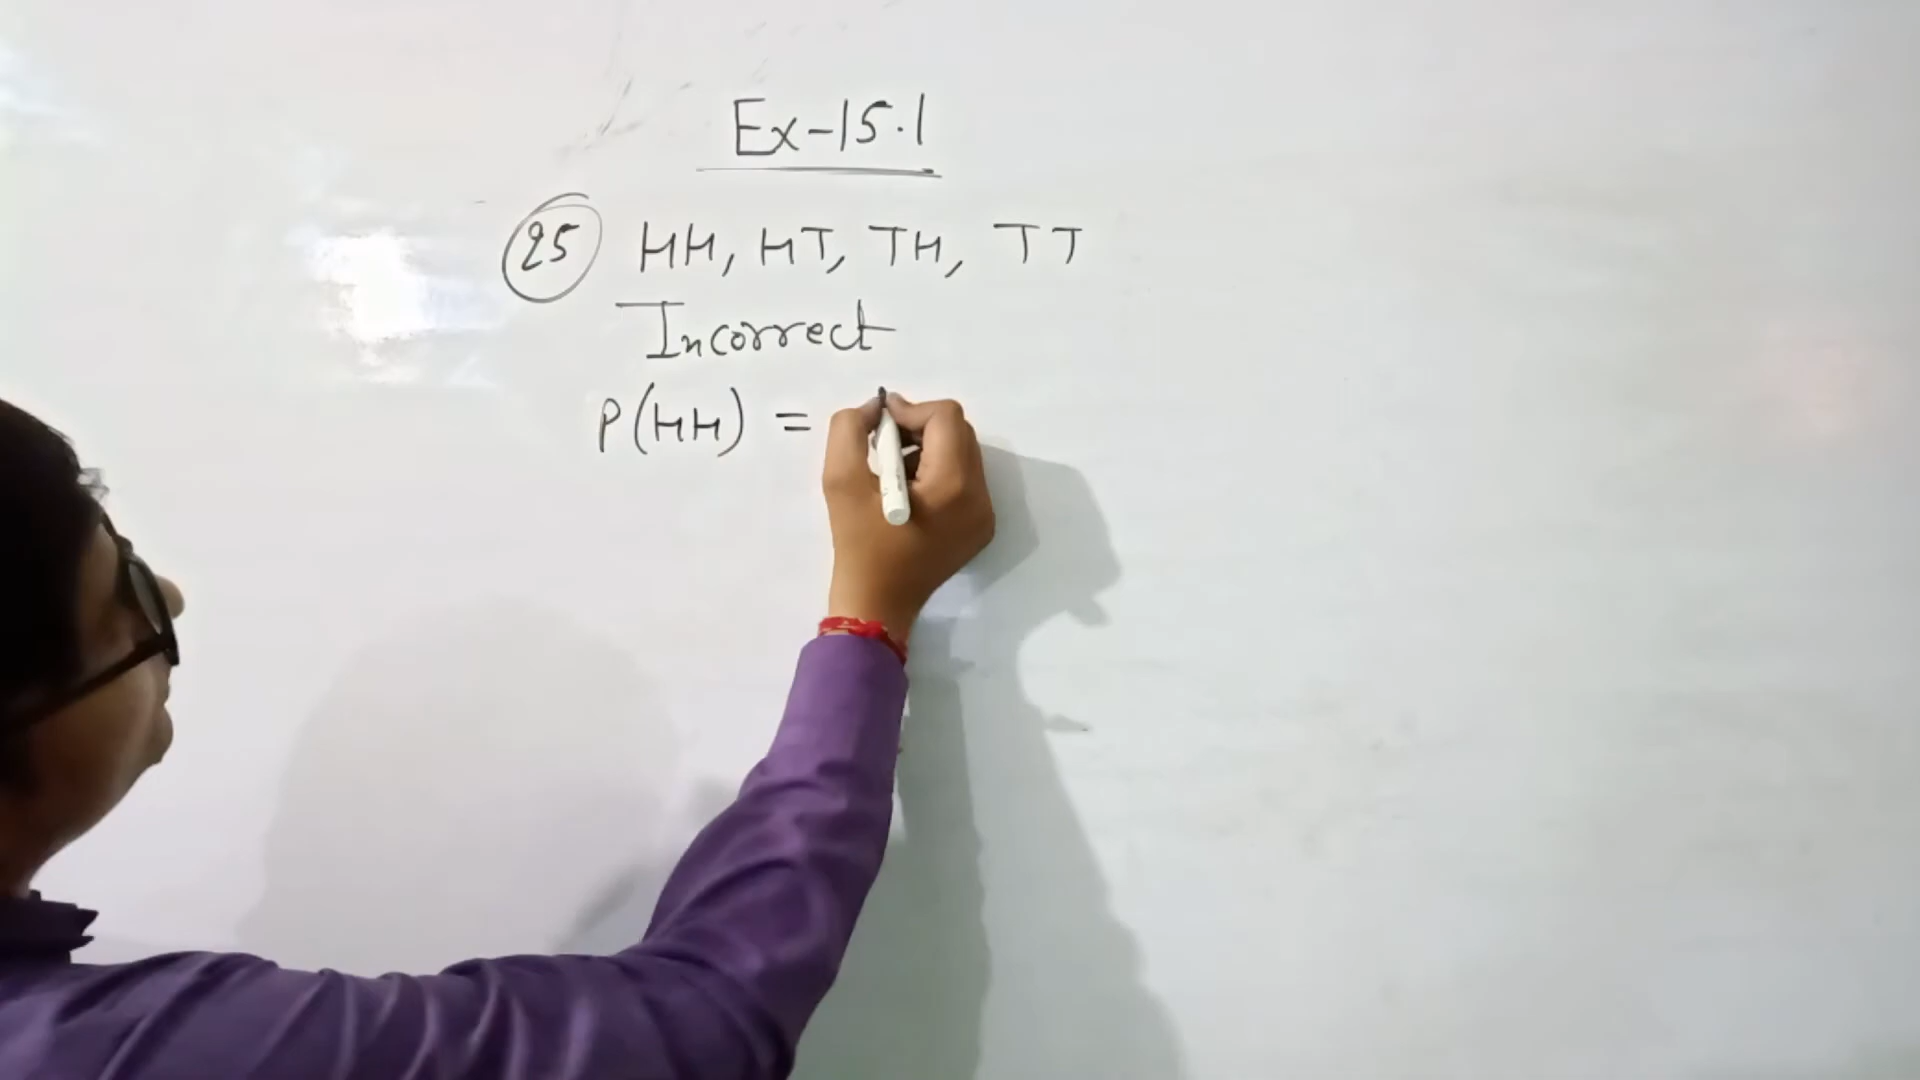 Ex-15.1
25 HH, HT, TH, TT
Incorrect
P(HH) =